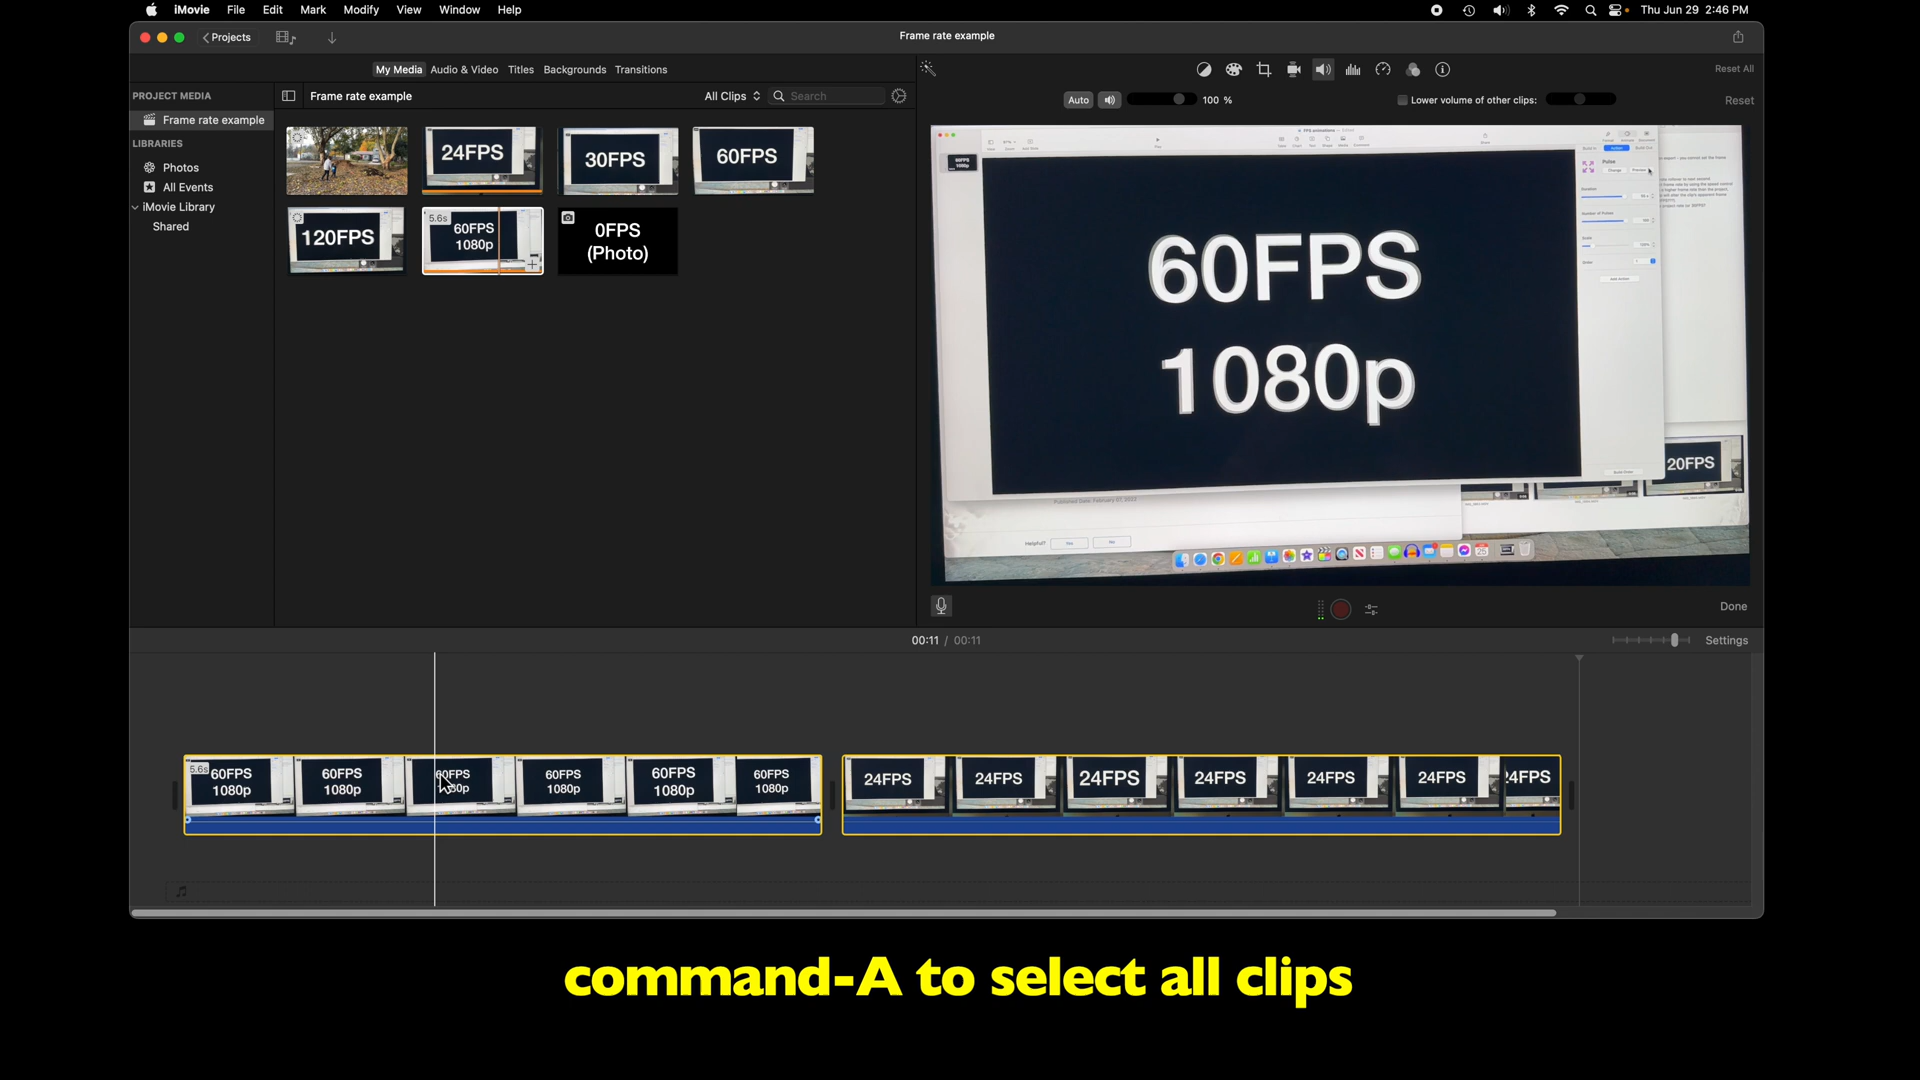 iMovie File Edit Mark Modify View Window Help
Thu Jun 29 2:46 PM
Projects
Frame rate example
My Media Audio & Video Titles Backgrounds Transitions
Reset All
PROJECT MEDIA
Frame rate example
All Clips
Search
Auto
100 %
Lower volume of other clips:
Reset
Frame rate example
LIBRARIES
Photos
All Events
iMovie Library
Shared
24FPS
30FPS
60FPS
120FPS
5.6s
60FPS
1080p
0FPS
(Photo)
60FPS
1080p
20FPS
Done
00:11 / 00:11
Settings
5.6s
60FPS
1080p
60FPS
1080p
60FPS
60FPS
1080p
60FPS
1080p
60FPS
1080p
24FPS
24FPS
24FPS
24FPS
24FPS
24FPS
24FPS
command-A to select all clips